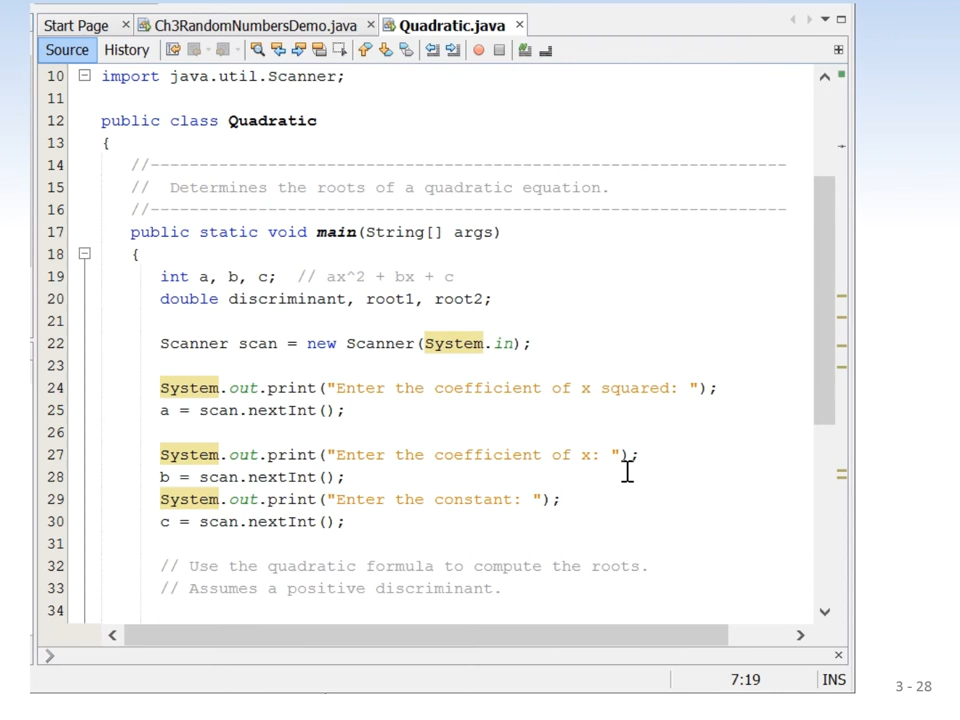 Start Page Ch3RandomNumbersDemo.java Quadratic.java
Source History
10 import java.util.Scanner;
11
12 public class Quadratic
13 {
14 //-----------------------------------------------------------------
15 //  Determines the roots of a quadratic equation.
16 //-----------------------------------------------------------------
17 public static void main(String[] args)
18 {
19 int a, b, c;  // ax^2 + bx + c
20 double discriminant, root1, root2;
21
22 Scanner scan = new Scanner(System.in);
23
24 System.out.print("Enter the coefficient of x squared: ");
25 a = scan.nextInt();
26
27 System.out.print("Enter the coefficient of x: ");
28 b = scan.nextInt();
29 System.out.print("Enter the constant: ");
30 c = scan.nextInt();
31
32 // Use the quadratic formula to compute the roots.
33 // Assumes a positive discriminant.
34
7:19 INS
3 - 28